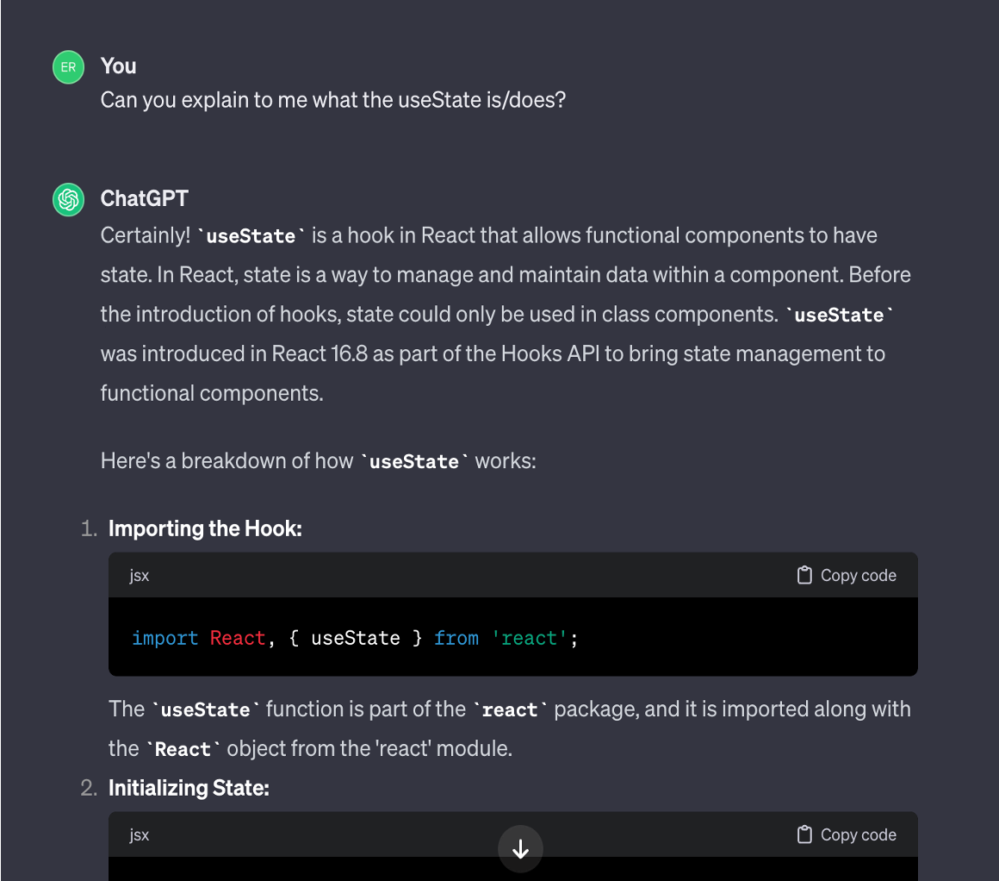 ER
You
Can you explain to me what the useState is/does?
ChatGPT
Certainly! `useState` is a hook in React that allows functional components to have
state. In React, state is a way to manage and maintain data within a component. Before
the introduction of hooks, state could only be used in class components. `useState`
was introduced in React 16.8 as part of the Hooks API to bring state management to
functional components.
Here's a breakdown of how `useState` works:
1. Importing the Hook:
jsx
Copy code
import React, { useState } from 'react';
The `useState` function is part of the `react` package, and it is imported along with
the `React` object from the 'react' module.
2. Initializing State:
jsx
Copy code